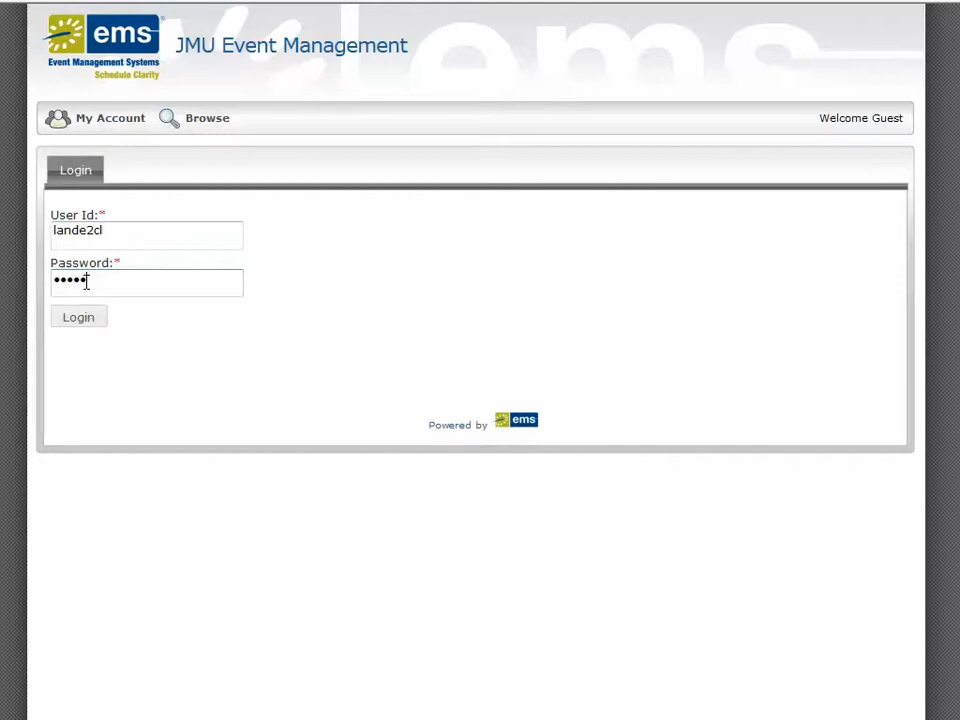 ems
Event Management Systems
Schedule Clarity
JMU Event Management
ems
My Account
Browse
Welcome Guest
Login
User Id:*
lande2cl
Password:*
•••••
Login
Powered by ems